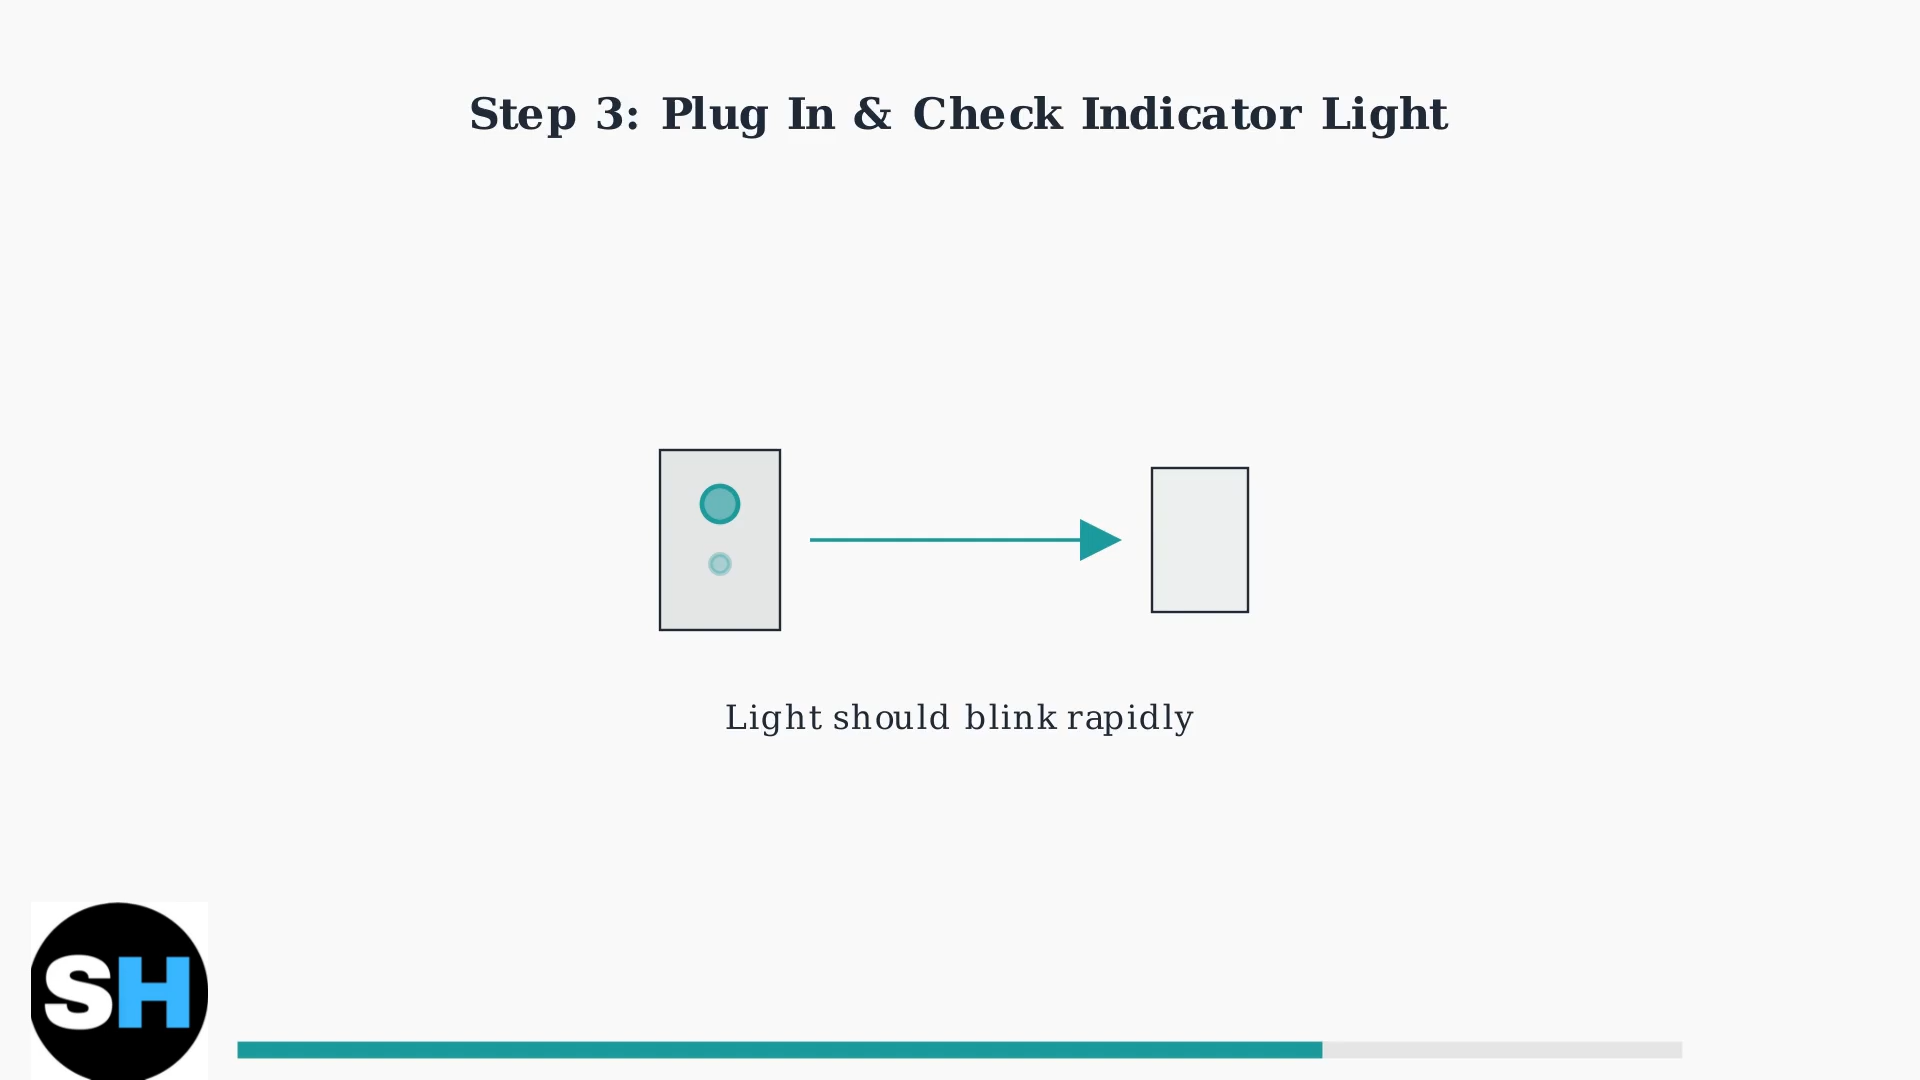 Step 3: Plug In & Check Indicator Light
Light should blink rapidly
SH